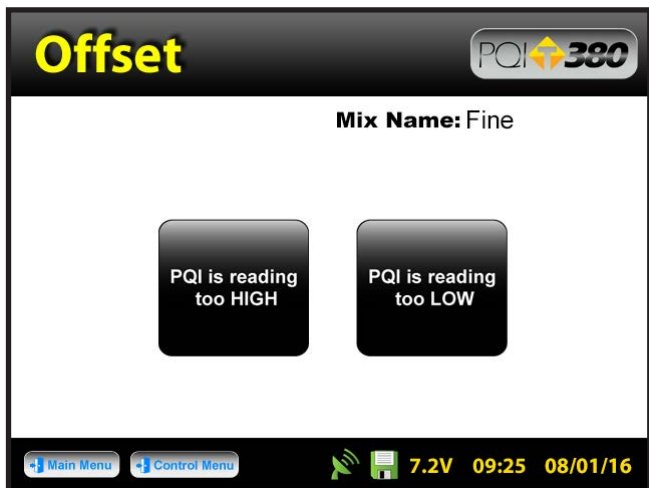 Offset
PQI 380
Mix Name: Fine
PQI is reading
too HIGH
PQI is reading
too LOW
Main Menu
Control Menu
7.2V 09:25 08/01/16